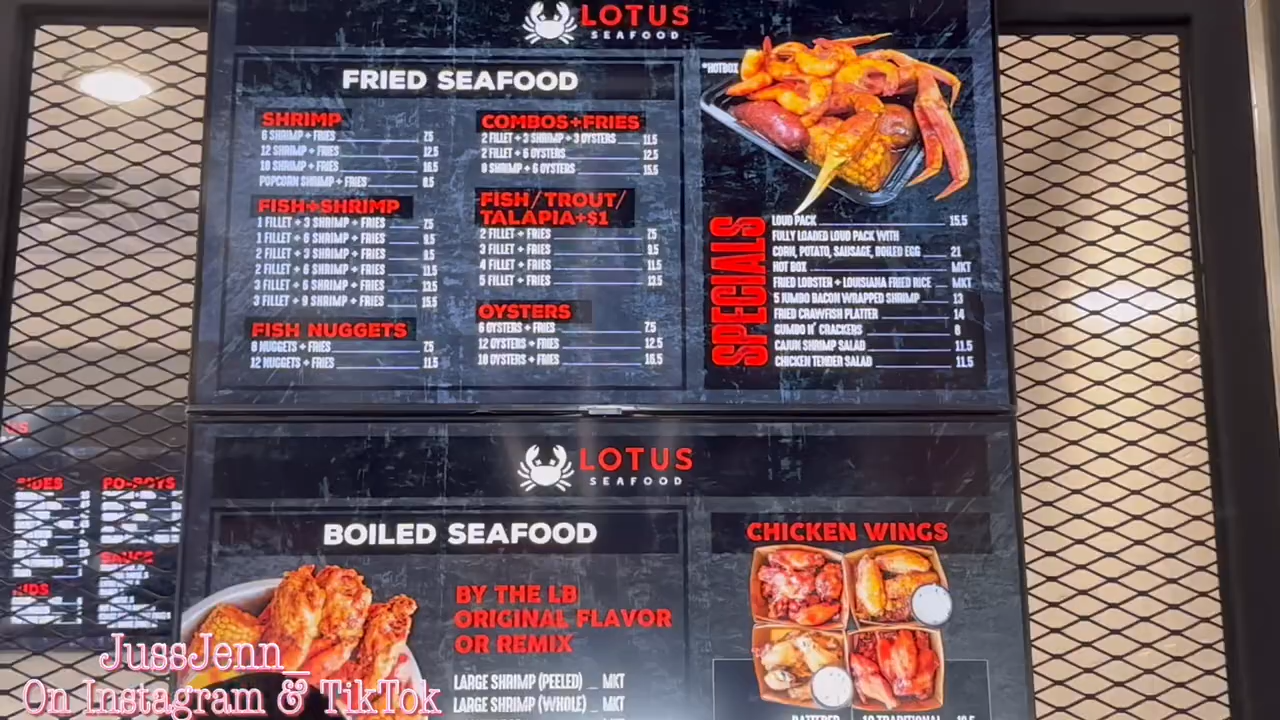 LOTUS
SEAFOOD
FRIED SEAFOOD
SHRIMP
6 SHRIMP + FRIES 7.5
12 SHRIMP + FRIES 12.5
18 SHRIMP + FRIES 16.5
POPCORN SHRIMP + FRIES 8.5
FISH+SHRIMP
1 FILLET + 3 SHRIMP + FRIES 7.5
1 FILLET + 6 SHRIMP + FRIES 9.5
2 FILLET + 3 SHRIMP + FRIES 9.5
2 FILLET + 6 SHRIMP + FRIES 11.5
3 FILLET + 6 SHRIMP + FRIES 13.5
3 FILLET + 9 SHRIMP + FRIES 15.5
FISH NUGGETS
8 NUGGETS + FRIES 7.5
12 NUGGETS + FRIES 11.5
COMBOS+FRIES
2 FILLET + 3 SHRIMP + 3 OYSTERS 11.5
2 FILLET + 6 OYSTERS 12.5
8 SHRIMP + 6 OYSTERS 15.5
FISH/TROUT/
TALAPIA+$1
2 FILLET + FRIES 7.5
3 FILLET + FRIES 9.5
4 FILLET + FRIES 11.5
5 FILLET + FRIES 13.5
OYSTERS
6 OYSTERS + FRIES 7.5
12 OYSTERS + FRIES 12.5
18 OYSTERS + FRIES 16.5
*HOTBOX
SPECIALS
LOUD PACK 15.5
FULLY LOADED LOUD PACK WITH
CORN, POTATO, SAUSAGE, BOILED EGG 21
HOT BOX MKT
FRIED LOBSTER + LOUISIANA FRIED RICE MKT
5 JUMBO BACON WRAPPED SHRIMP 13
FRIED CRAWFISH PLATTER 14
GUMBO N' CRACKERS 8
CAJUN SHRIMP SALAD 11.5
CHICKEN TENDER SALAD 11.5
LOTUS
SEAFOOD
BOILED SEAFOOD
BY THE LB
ORIGINAL FLAVOR
OR REMIX
LARGE SHRIMP (PEELED) MKT
LARGE SHRIMP (WHOLE) MKT
CHICKEN WINGS
BATTERED
10 TRADITIONAL
SIDES
PO-BOYS
SAUCE
KIDS
JussJenn_
On Instagram & TikTok